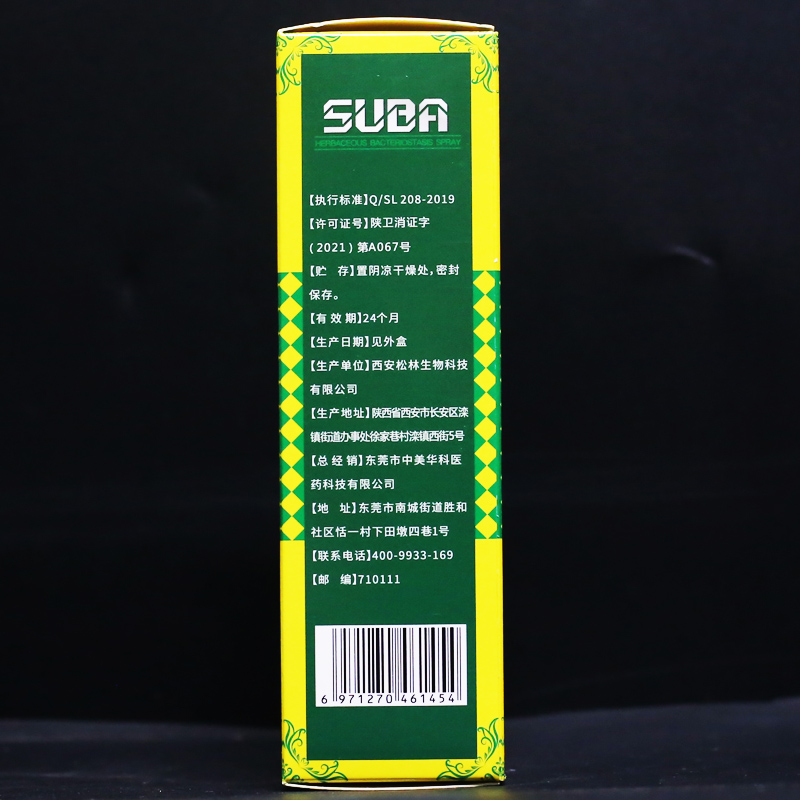 SUBA
HERBACEOUS BACTERIOSTASIS SPRAY
【执行标准】Q/SL 208-2019
【许可证号】陕卫消证字
(2021) 第A067号
【贮 存】置阴凉干燥处,密封
保存。
【有 效 期】24个月
【生产日期】见外盒
【生产单位】西安松林生物科技
有限公司
【生产地址】陕西省西安市长安区滦
镇街道办事处徐家巷村滦镇西街5号
【总 经 销】东莞市中美华科医
药科技有限公司
【地 址】东莞市南城街道胜和
社区恬一村下田墩四巷1号
【联系电话】400-9933-169
【邮 编】710111
6 971270 461454